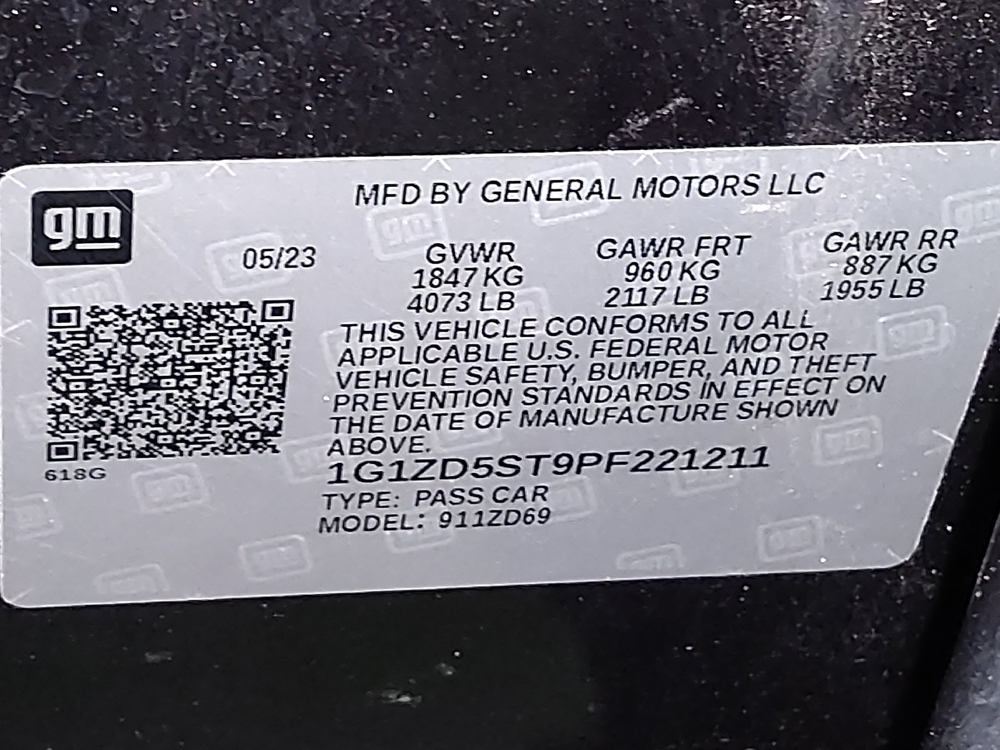 gm
MFD BY GENERAL MOTORS LLC
05/23
GVWR
1847 KG
4073 LB
GAWR FRT
960 KG
2117 LB
GAWR RR
887 KG
1955 LB
THIS VEHICLE CONFORMS TO ALL
APPLICABLE U.S. FEDERAL MOTOR
VEHICLE SAFETY, BUMPER, AND THEFT
PREVENTION STANDARDS IN EFFECT ON
THE DATE OF MANUFACTURE SHOWN
ABOVE.
618G
1G1ZD5ST9PF221211
TYPE: PASS CAR
MODEL: 911ZD69